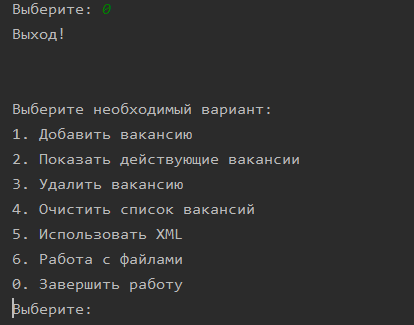 Выберите: 0
Выход!
Выберите необходимый вариант:
1. Добавить вакансию
2. Показать действующие вакансии
3. Удалить вакансию
4. Очистить список вакансий
5. Использовать XML
6. Работа с файлами
0. Завершить работу
Выберите: